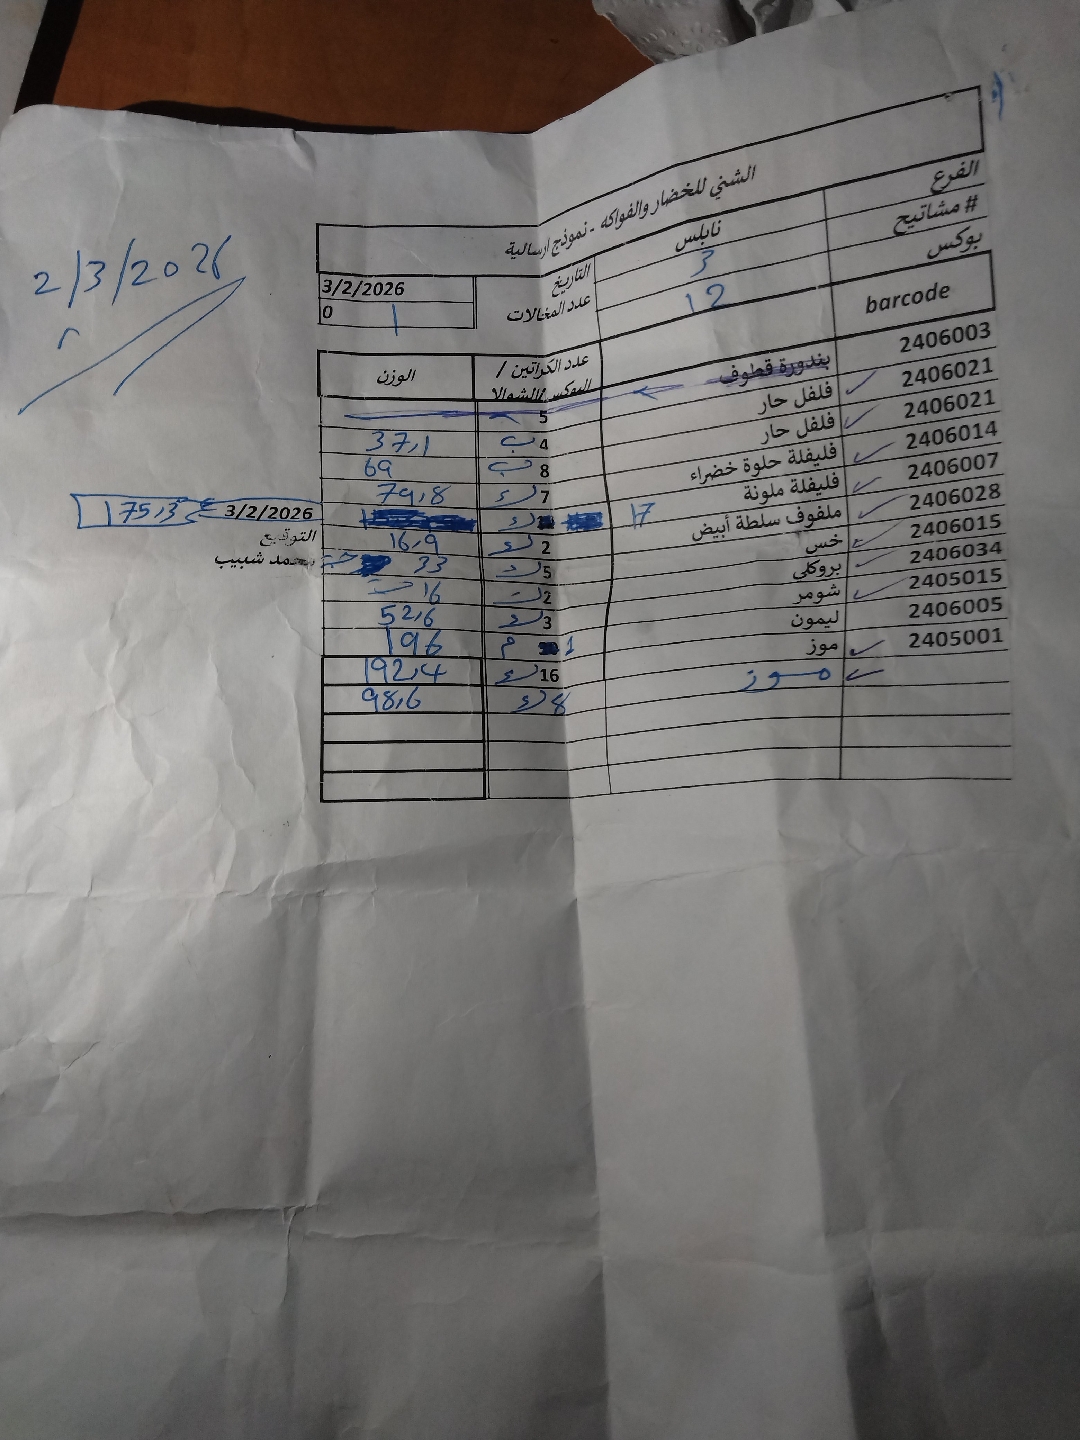 الشني للخضار والفواكه - نموذج ارسالية
الفرع نابلس التاريخ 3/2/2026
# مشاتيح 3 عدد المخالات 0 1
بوكس 12
2/3/2026
barcode عدد الكراتين / البوكس/الشوالا الوزن
2406003 بندورة قطوف 5
2406021 فلفل حار 4 ب 37,1
2406021 فلفل حار 8 ب 69
2406014 فليفلة حلوة خضراء 7 79,8
2406007 فليفلة ملونة 17 175,3
2406028 ملفوف سلطة أبيض 2 16,9
2406015 خس 5 33
2406034 بروكلي 2 16
2405015 شومر 3 52,6
2406005 ليمون 1 م 196
2405001 موز 16 192,4
موز 8 98,6
3/2/2026
التوقيع
محمد شبيب